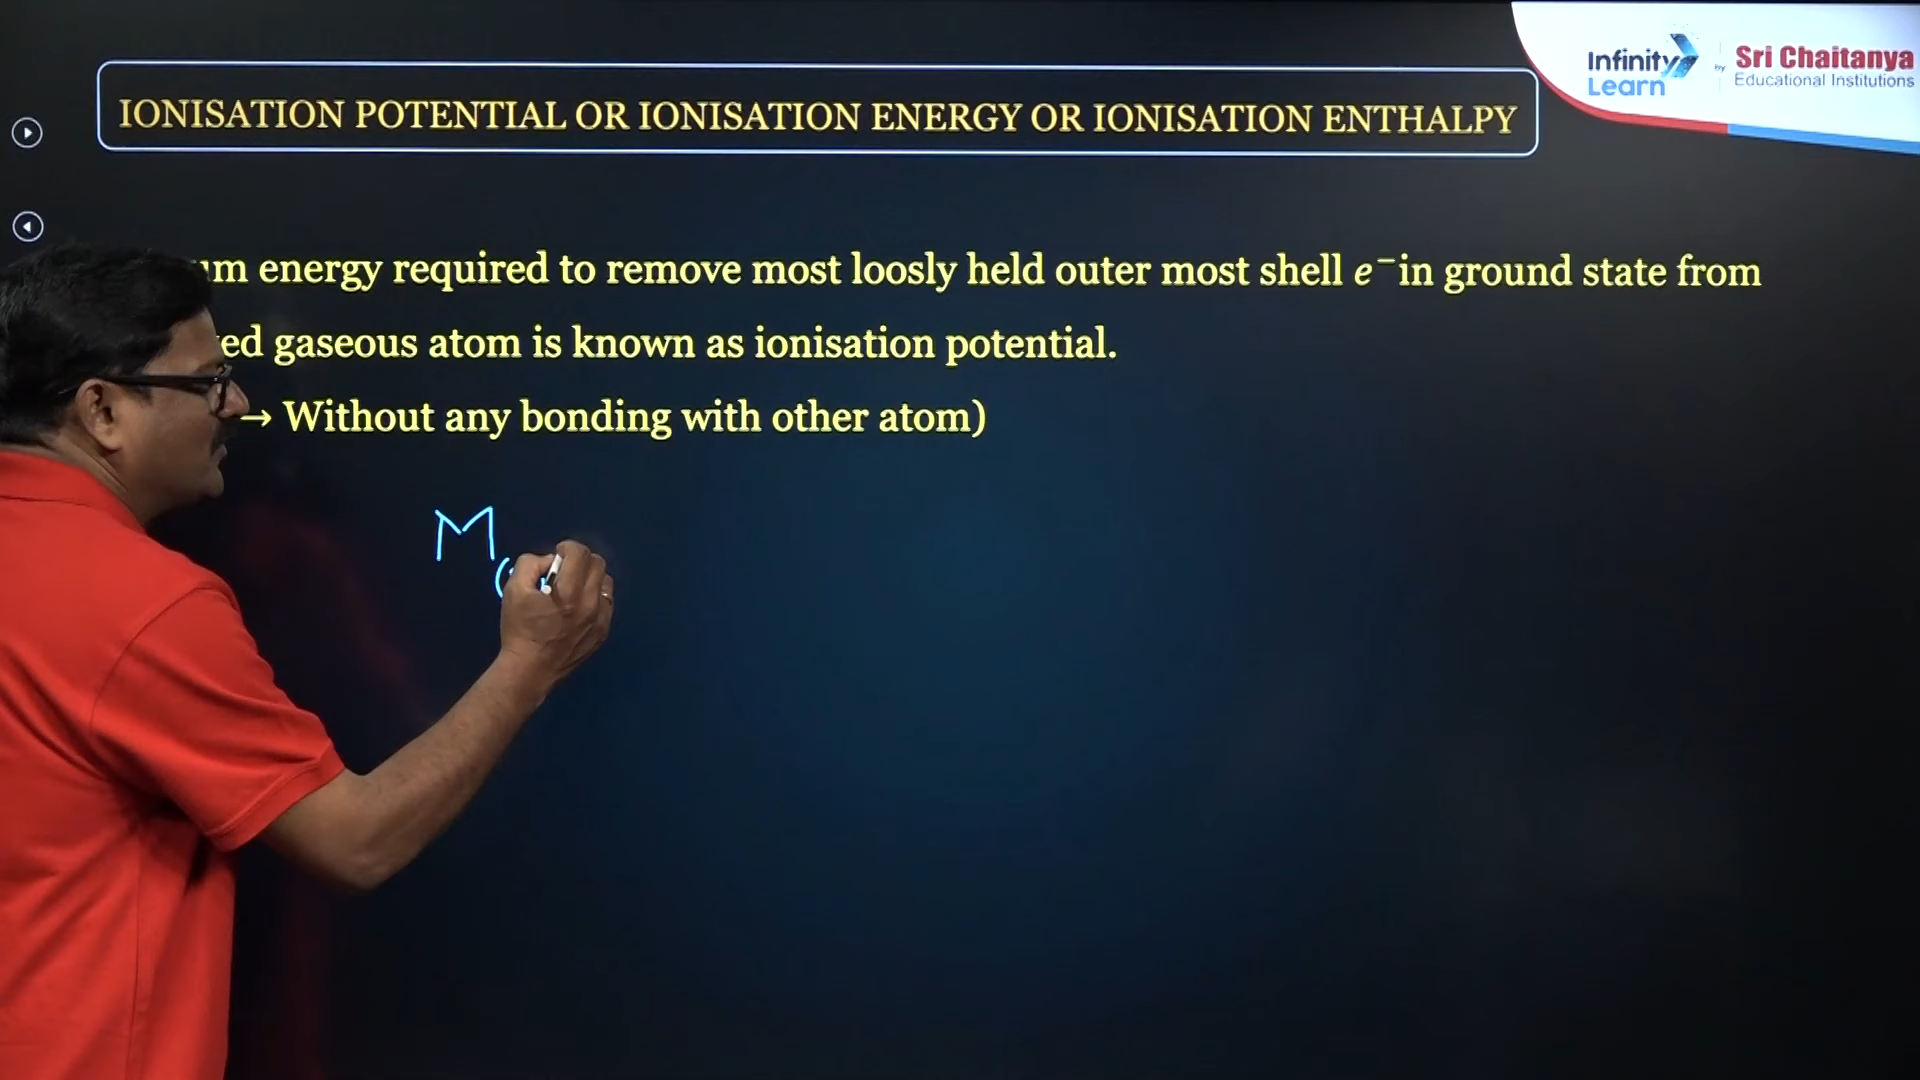 Infinity Learn by Sri Chaitanya Educational Institutions
IONISATION POTENTIAL OR IONISATION ENERGY OR IONISATION ENTHALPY
energy required to remove most loosly held outer most shell e⁻ in ground state from
gaseous atom is known as ionisation potential.
→ Without any bonding with other atom)
M(